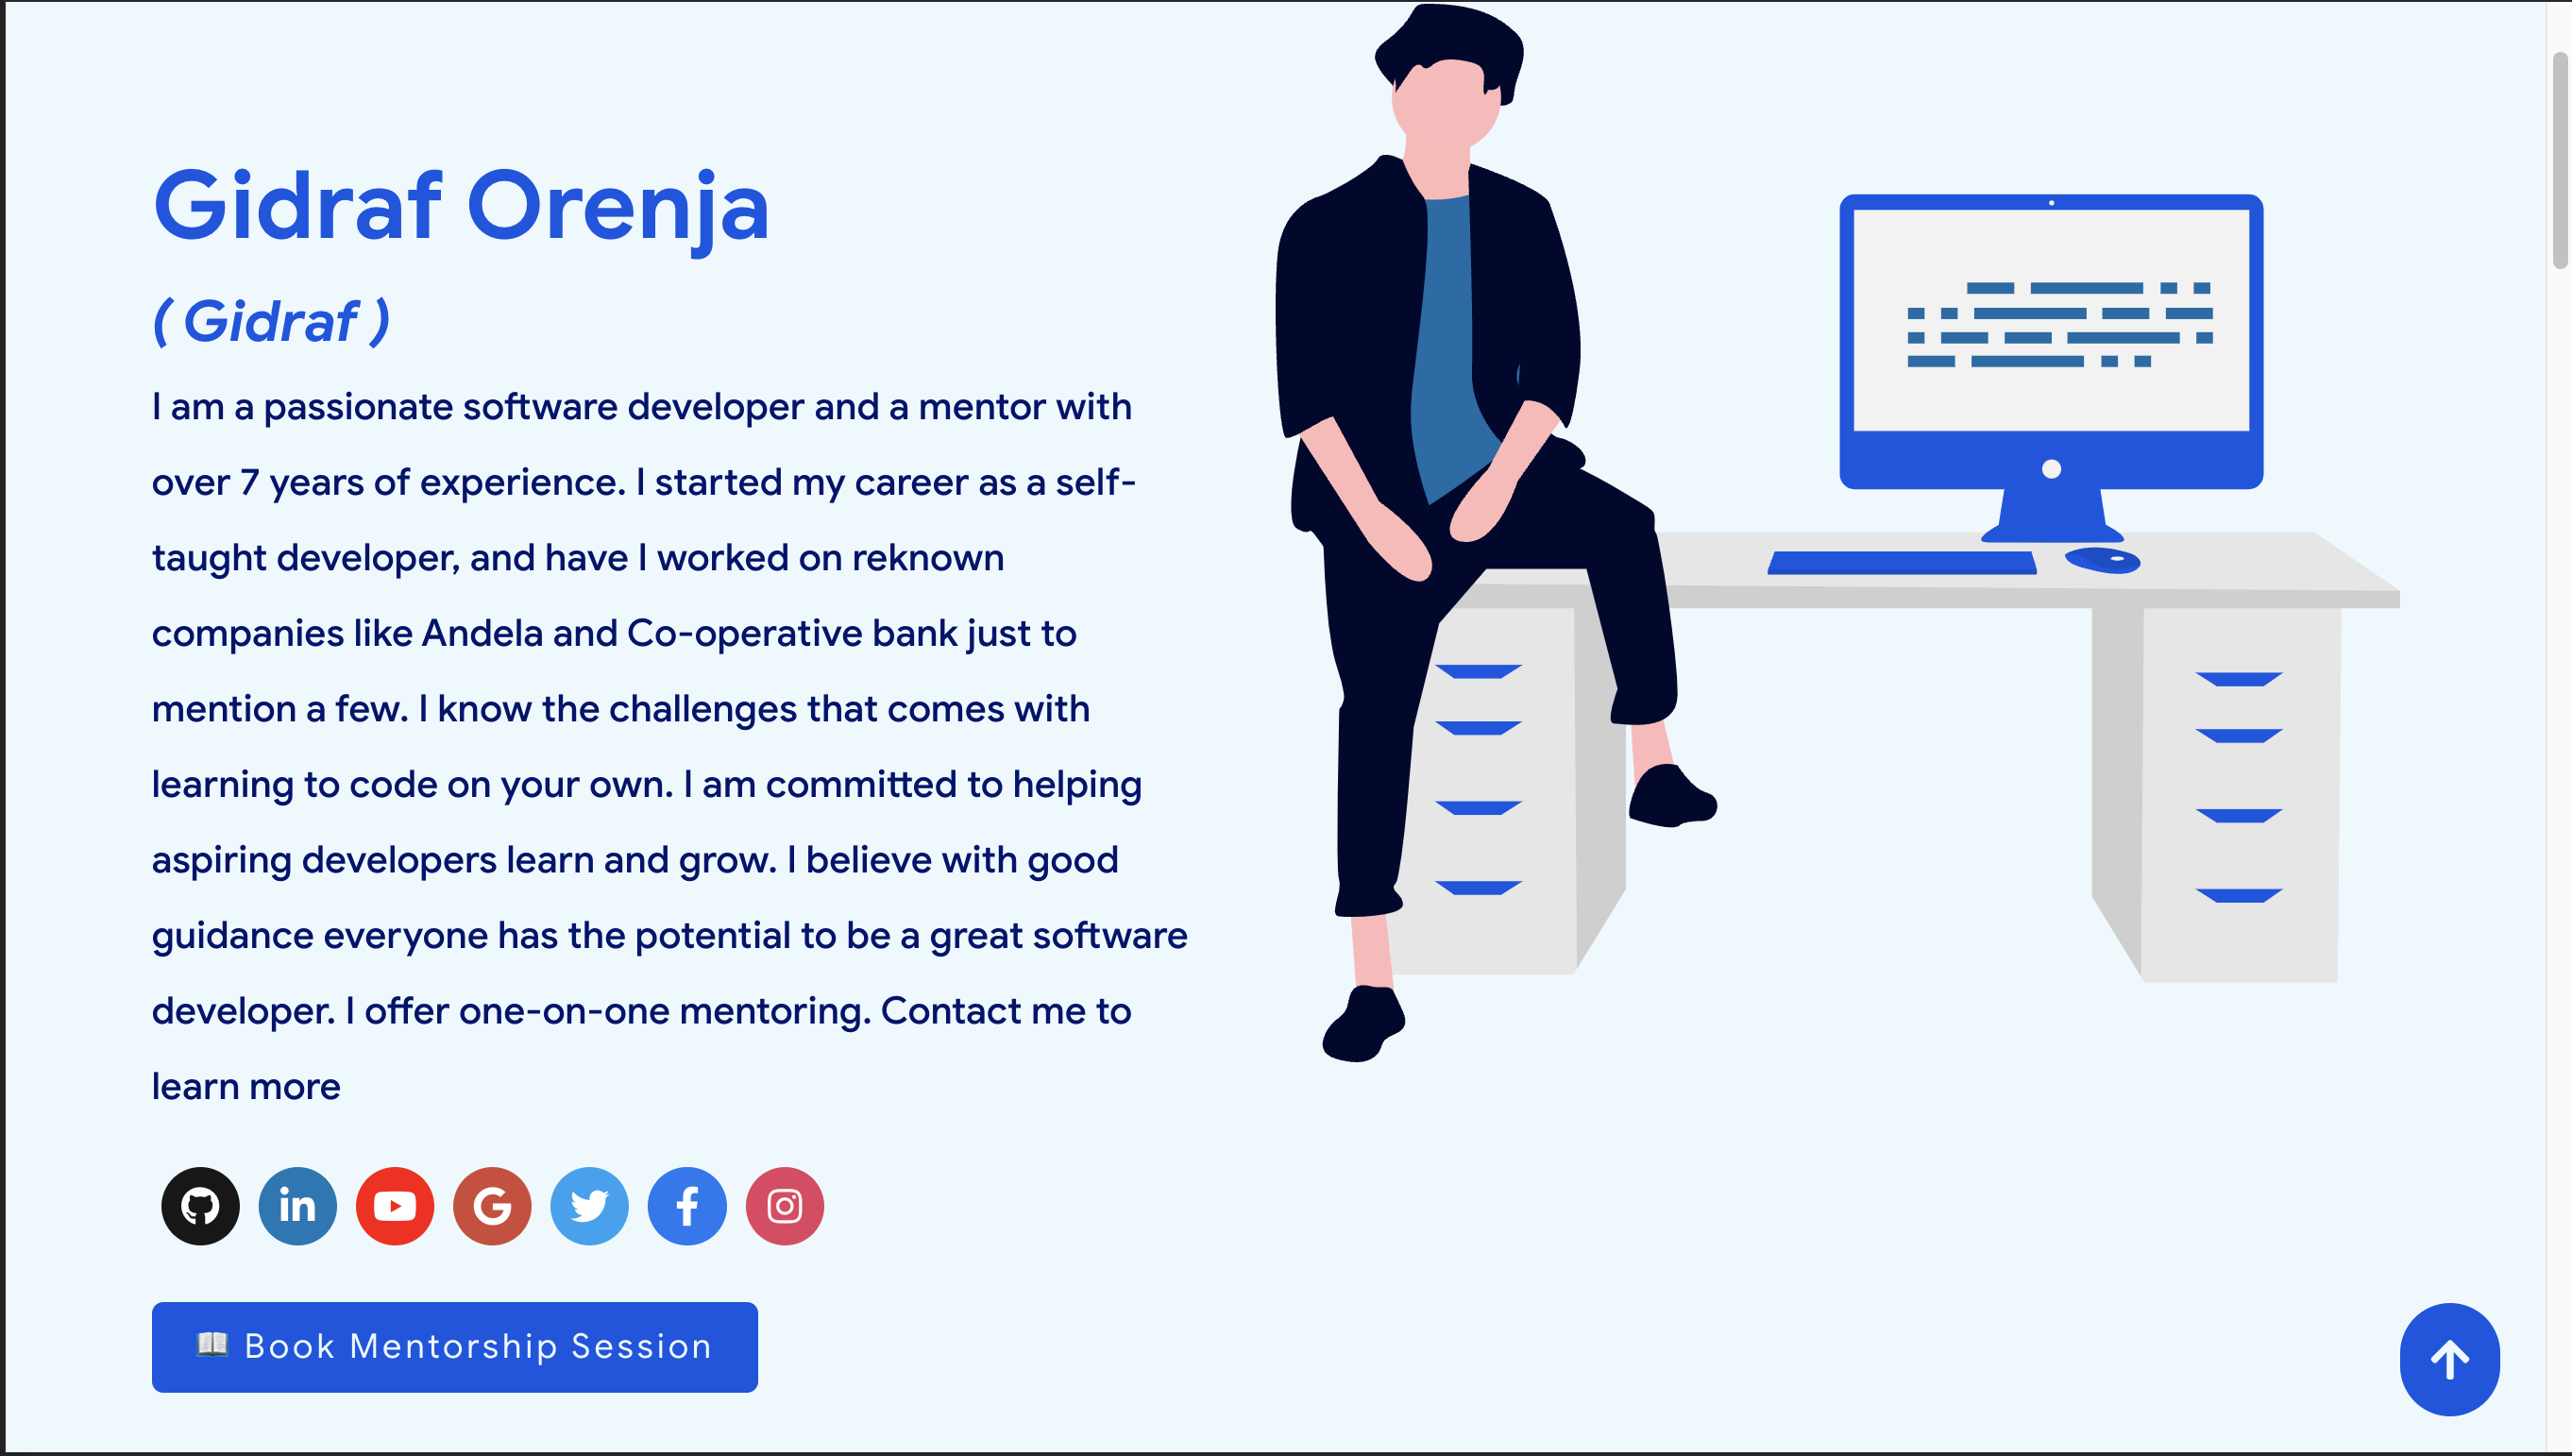 Gidraf Orenja
( Gidraf )
I am a passionate software developer and a mentor with
over 7 years of experience. I started my career as a self-
taught developer, and have I worked on reknown
companies like Andela and Co-operative bank just to
mention a few. I know the challenges that comes with
learning to code on your own. I am committed to helping
aspiring developers learn and grow. I believe with good
guidance everyone has the potential to be a great software
developer. I offer one-on-one mentoring. Contact me to
learn more
📖 Book Mentorship Session